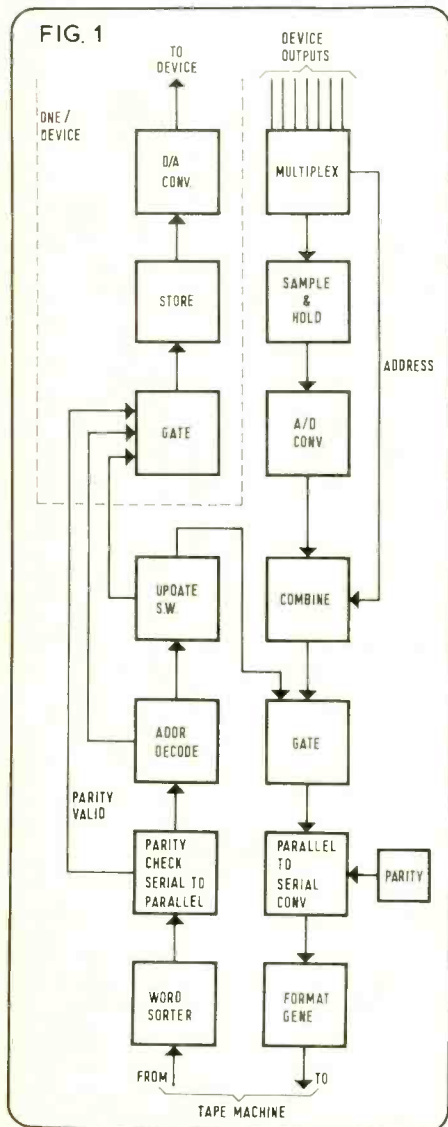 FIG. 1
TO
DEVICE
DEVICE
OUTPUTS
ONE/
DEVICE
D/A
CONV.
MULTIPLEX
STORE
SAMPLE
&
HOLD
ADDRESS
GATE
A/D
CONV
UPDATE
S.W.
COMBINE
ADDR
DECODE
GATE
PARITY
VALID
PARITY
CHECK
SERIAL TO
PARALLEL
PARALLEL
TO
SERIAL
CONV
PARITY
WORD
SORTER
FORMAT
GENE
FROM
TO
TAPE MACHINE